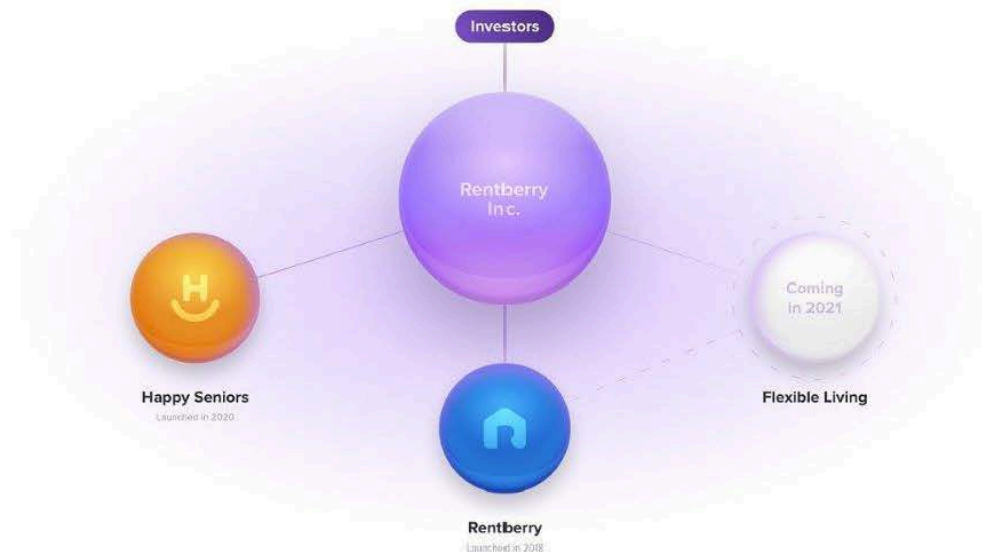 Investors
Rentberry
Inc.
H
Coming
in 2021
Happy Seniors
Launched in 2020
Flexible Living
Rentberry
Launched in 2018